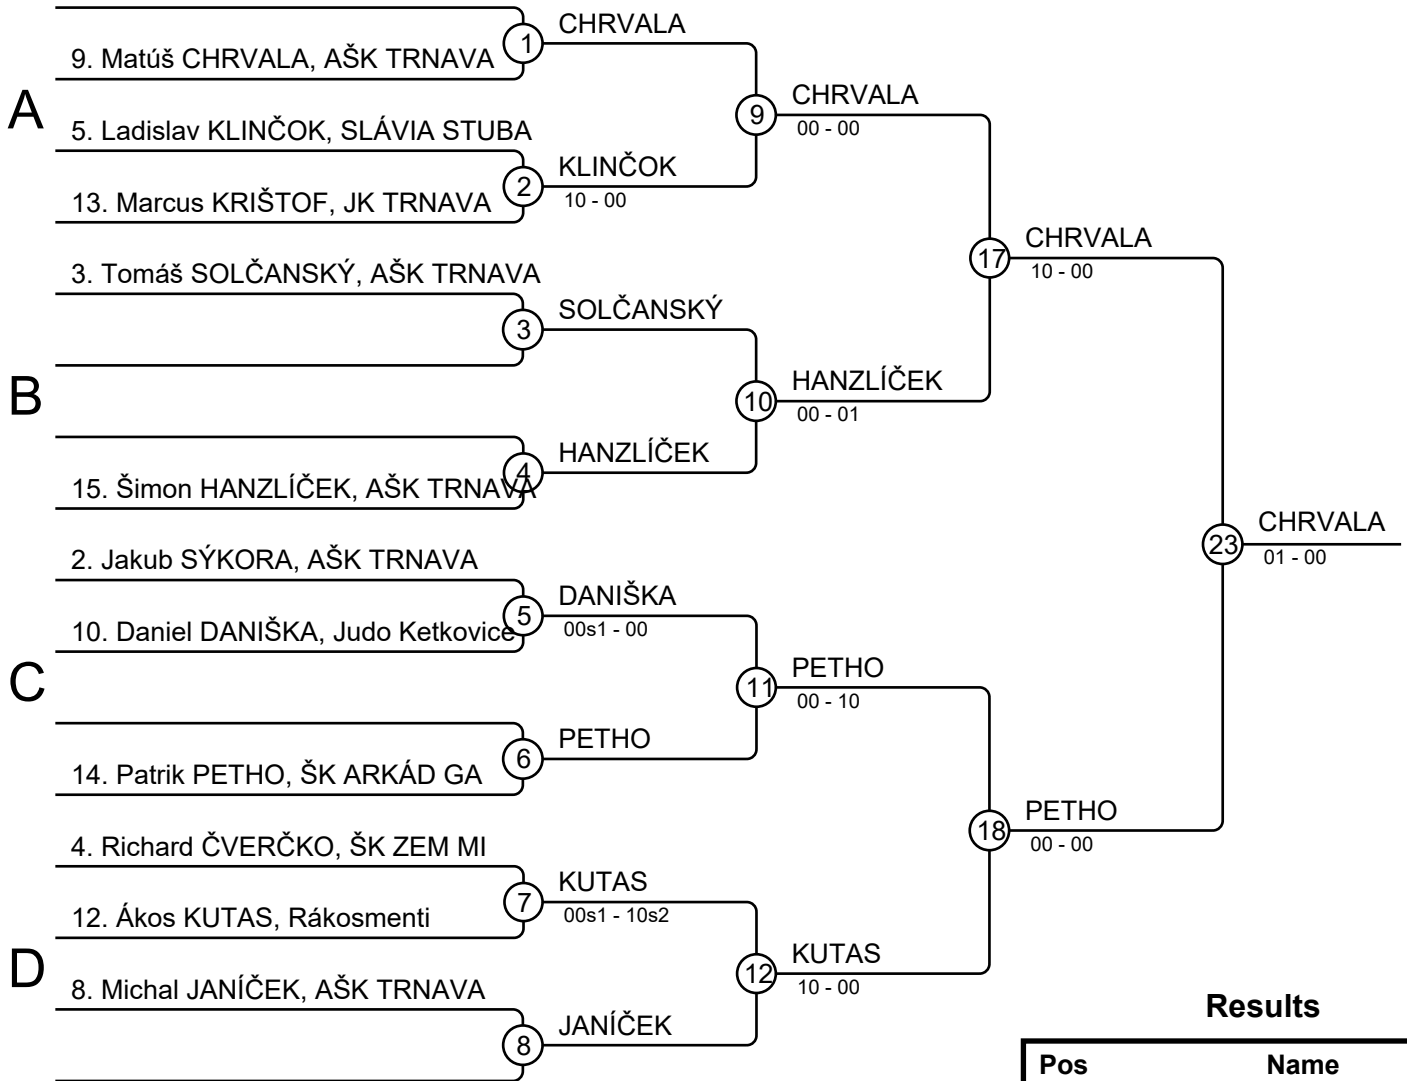 CHRVALA
1
9. Matúš CHRVALA, AŠK TRNAVA
A
CHRVALA
9
00 - 00
5. Ladislav KLINČOK, SLÁVIA STUBA
KLINČOK
2
10 - 00
13. Marcus KRIŠTOF, JK TRNAVA
CHRVALA
17
10 - 00
3. Tomáš SOLČANSKÝ, AŠK TRNAVA
SOLČANSKÝ
3
B
HANZLÍČEK
10
00 - 01
HANZLÍČEK
4
15. Šimon HANZLÍČEK, AŠK TRNAVA
CHRVALA
23
01 - 00
2. Jakub SÝKORA, AŠK TRNAVA
DANIŠKA
5
00s1 - 00
10. Daniel DANIŠKA, Judo Ketkovice
C
PETHO
11
00 - 10
PETHO
6
14. Patrik PETHO, ŠK ARKÁD GA
PETHO
18
00 - 00
4. Richard ČVERČKO, ŠK ZEM MI
KUTAS
7
00s1 - 10s2
12. Ákos KUTAS, Rákosmenti
D
KUTAS
12
10 - 00
8. Michal JANÍČEK, AŠK TRNAVA
JANÍČEK
8
Results
Pos Name